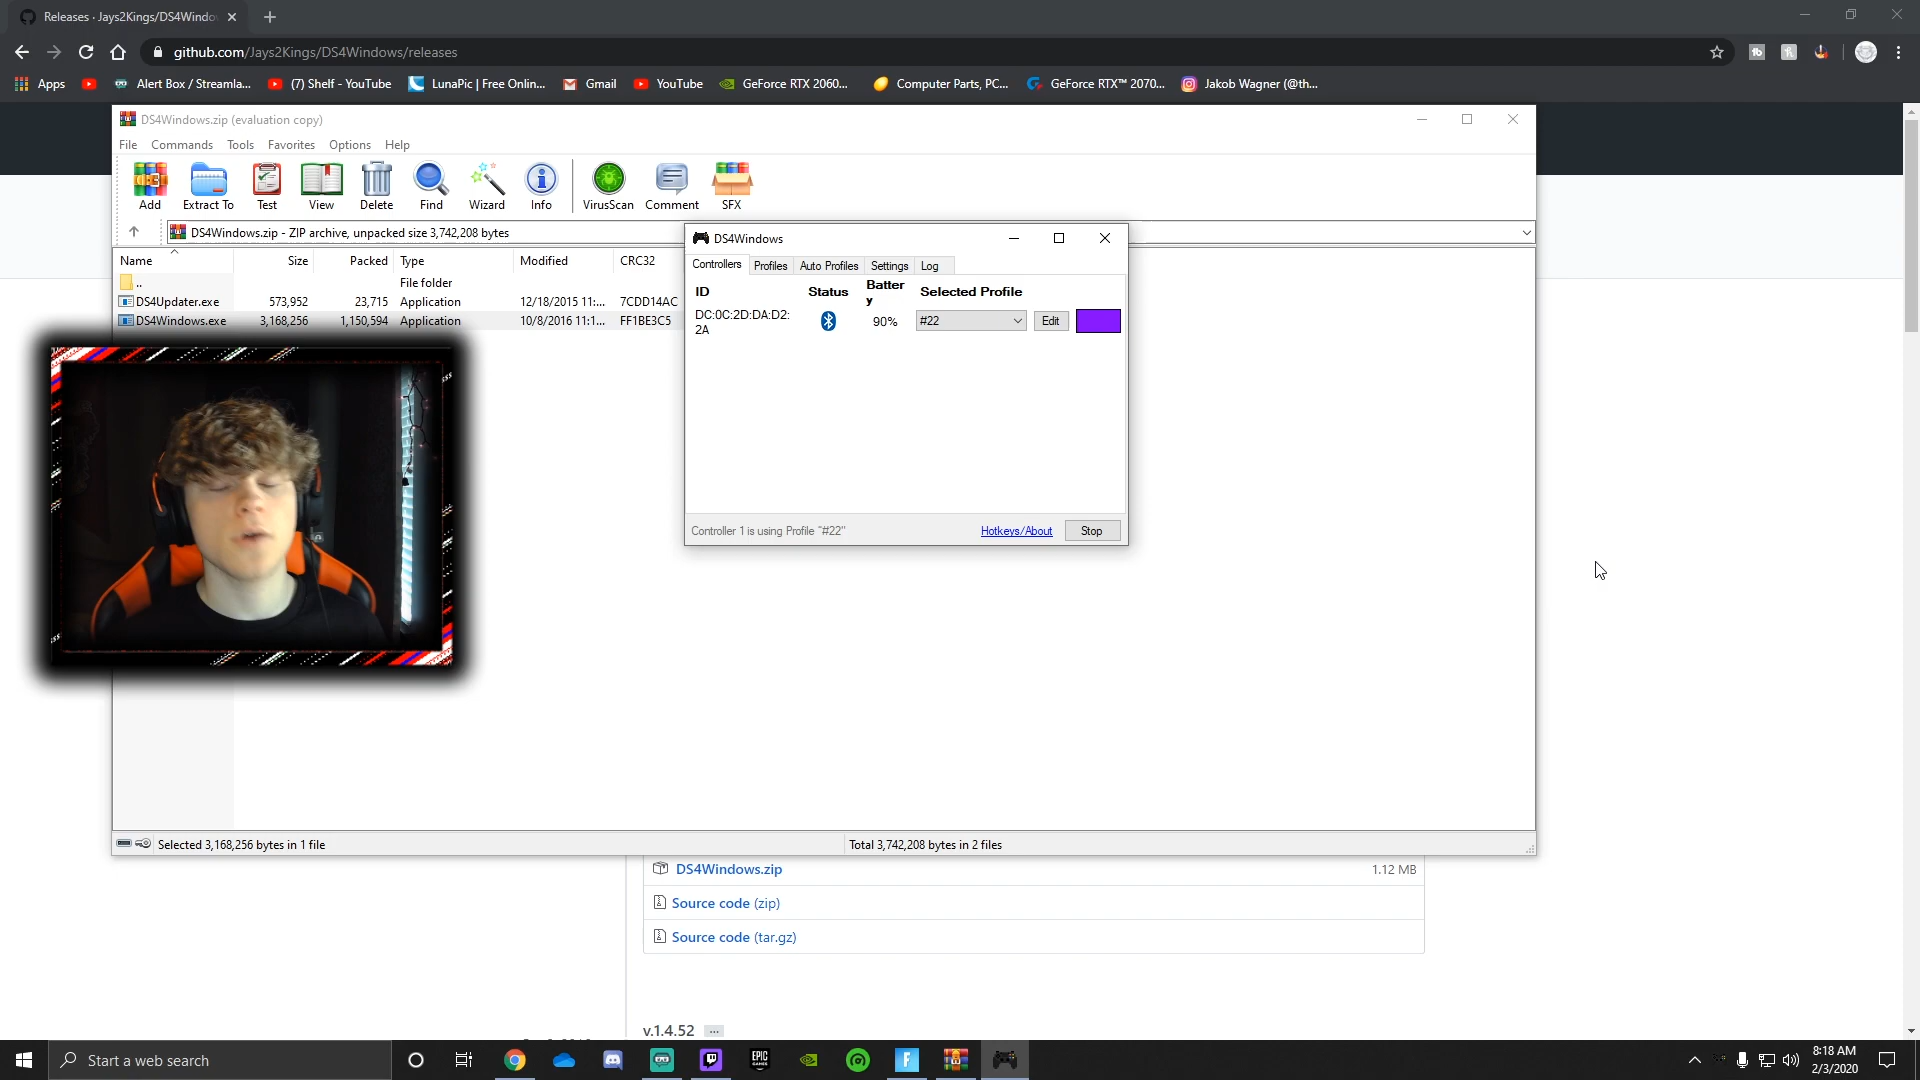 Releases · Jays2Kings/DS4Windo
github.com/Jays2Kings/DS4Windows/releases
Apps
Alert Box / Streamla...
(7) Shelf - YouTube
LunaPic | Free Onlin...
Gmail
YouTube
GeForce RTX 2060...
Computer Parts, PC...
GeForce RTX™ 2070...
Jakob Wagner (@th...
DS4Windows.zip (evaluation copy)
File Commands Tools Favorites Options Help
Add Extract To Test View Delete Find Wizard Info VirusScan Comment SFX
DS4Windows.zip - ZIP archive, unpacked size 3,742,208 bytes
Name Size Packed Type Modified CRC32
.. File folder
DS4Updater.exe 573,952 23,715 Application 12/18/2015 11:... 7CDD14AC
DS4Windows.exe 3,168,256 1,150,594 Application 10/8/2016 11:1... FF1BE3C5
DS4Windows
Controllers Profiles Auto Profiles Settings Log
ID Status Batter
y Selected Profile
DC:0C:2D:DA:D2:
2A
90% #22 Edit
Controller 1 is using Profile "#22"
Hotkeys/About Stop
Selected 3,168,256 bytes in 1 file
Total 3,742,208 bytes in 2 files
DS4Windows.zip 1.12 MB
Source code (zip)
Source code (tar.gz)
v.1.4.52 ...
Start a web search
EPIC
GAMES
8:18 AM
2/3/2020